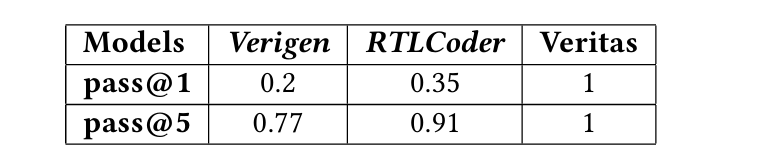 Models Verigen RTLCoder Veritas
pass@1 0.2 0.35 1
pass@5 0.77 0.91 1